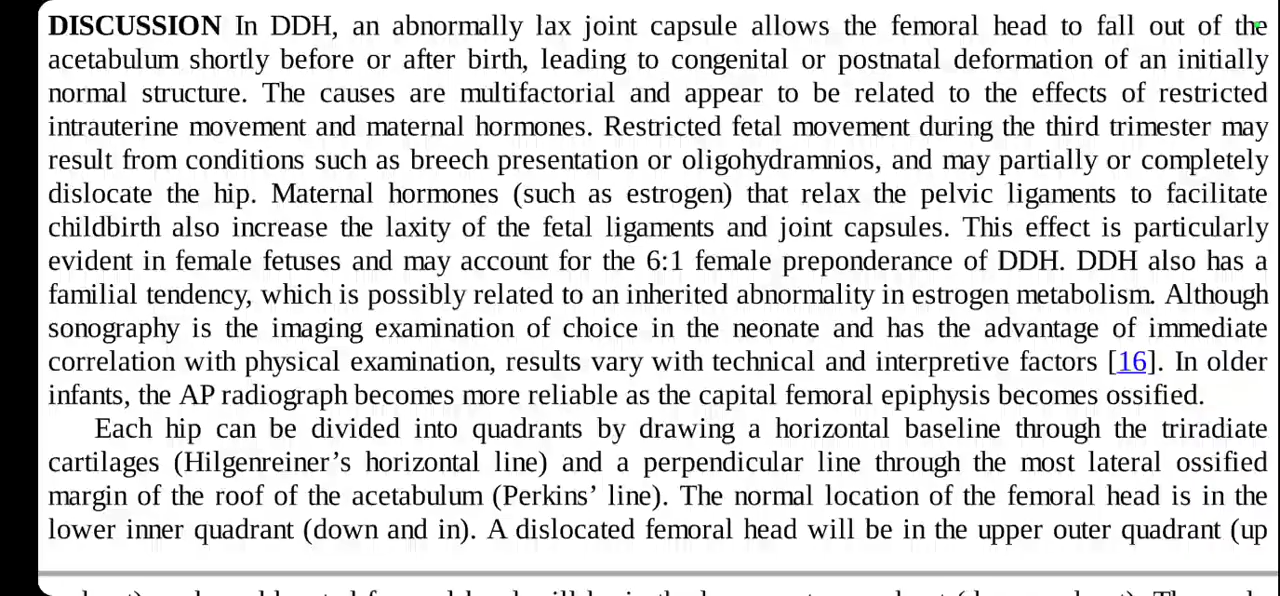 DISCUSSION In DDH, an abnormally lax joint capsule allows the femoral head to fall out of the
acetabulum shortly before or after birth, leading to congenital or postnatal deformation of an initially
normal structure. The causes are multifactorial and appear to be related to the effects of restricted
intrauterine movement and maternal hormones. Restricted fetal movement during the third trimester may
result from conditions such as breech presentation or oligohydramnios, and may partially or completely
dislocate the hip. Maternal hormones (such as estrogen) that relax the pelvic ligaments to facilitate
childbirth also increase the laxity of the fetal ligaments and joint capsules. This effect is particularly
evident in female fetuses and may account for the 6:1 female preponderance of DDH. DDH also has a
familial tendency, which is possibly related to an inherited abnormality in estrogen metabolism. Although
sonography is the imaging examination of choice in the neonate and has the advantage of immediate
correlation with physical examination, results vary with technical and interpretive factors [16]. In older
infants, the AP radiograph becomes more reliable as the capital femoral epiphysis becomes ossified.
Each hip can be divided into quadrants by drawing a horizontal baseline through the triradiate
cartilages (Hilgenreiner’s horizontal line) and a perpendicular line through the most lateral ossified
margin of the roof of the acetabulum (Perkins’ line). The normal location of the femoral head is in the
lower inner quadrant (down and in). A dislocated femoral head will be in the upper outer quadrant (up